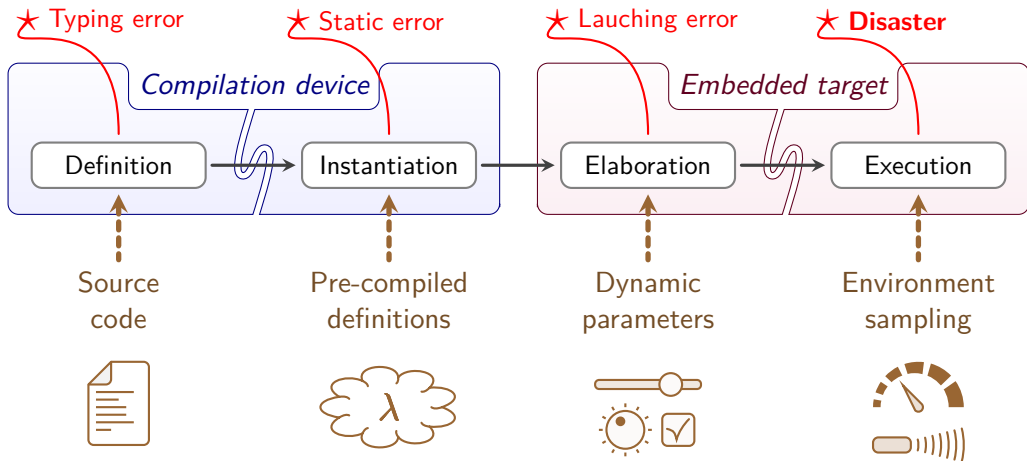 Typing error
Static error
Lauching error
Disaster
Compilation device
Embedded target
Definition
Instantiation
Elaboration
Execution
Source
code
Pre-compiled
definitions
Dynamic
parameters
Environment
sampling
λ